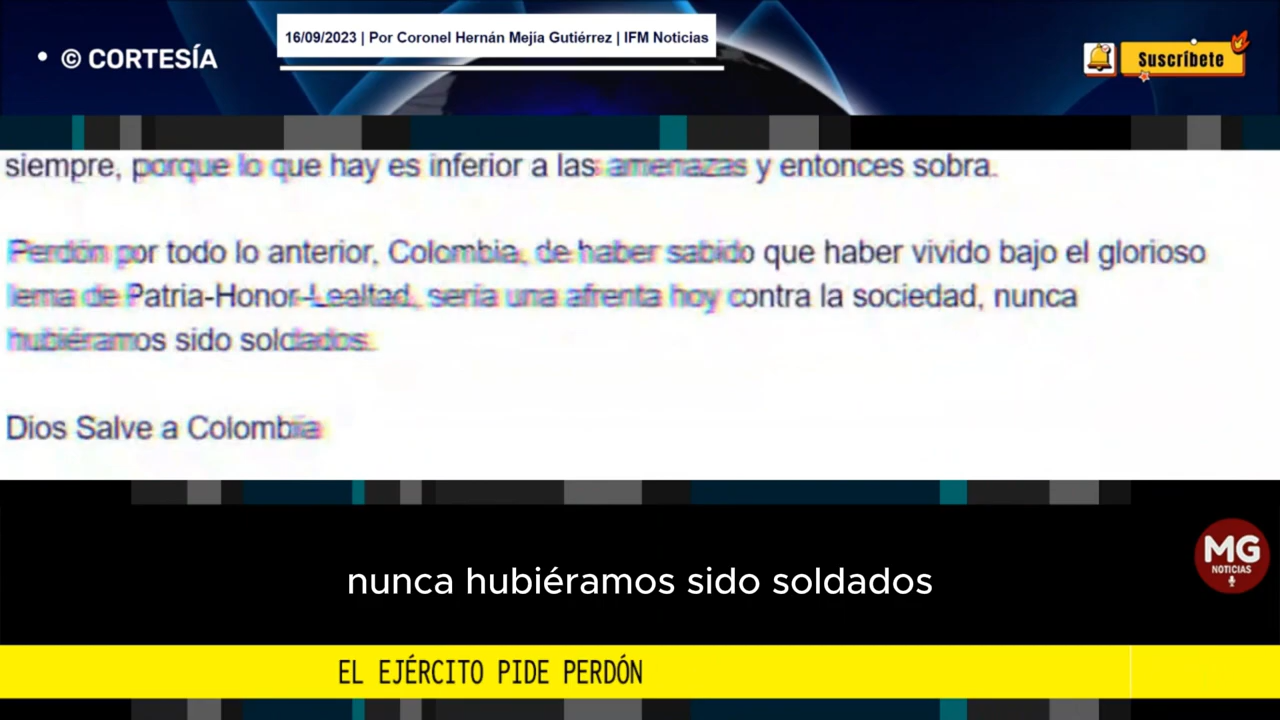 • © CORTESÍA
16/09/2023 | Por Coronel Hernán Mejía Gutiérrez | IFM Noticias
Suscríbete
siempre, porque lo que hay es inferior a las amenazas y entonces sobra.
Perdón por todo lo anterior, Colombia, de haber sabido que haber vivido bajo el glorioso
lema de Patria-Honor-Lealtad, sería una afrenta hoy contra la sociedad, nunca
hubiéramos sido soldados.
Dios Salve a Colombia
MG
NOTICIAS
nunca hubiéramos sido soldados
EL EJÉRCITO PIDE PERDÓN